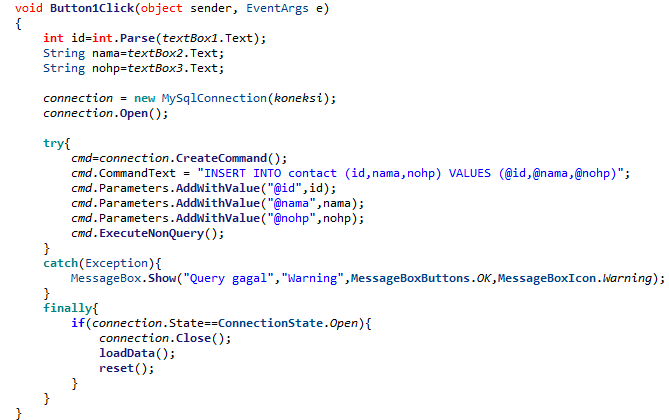 void Button1Click(object sender, EventArgs e)
{
    int id=int.Parse(textBox1.Text);
    String nama=textBox2.Text;
    String nohp=textBox3.Text;

    connection = new MySqlConnection(koneksi);
    connection.Open();

    try{
        cmd=connection.CreateCommand();
        cmd.CommandText = "INSERT INTO contact (id,nama,nohp) VALUES (@id,@nama,@nohp)";
        cmd.Parameters.AddWithValue("@id",id);
        cmd.Parameters.AddWithValue("@nama",nama);
        cmd.Parameters.AddWithValue("@nohp",nohp);
        cmd.ExecuteNonQuery();
    }
    catch(Exception){
        MessageBox.Show("Query gagal","Warning",MessageBoxButtons.OK,MessageBoxIcon.Warning);
    }
    finally{
        if(connection.State==ConnectionState.Open){
            connection.Close();
            loadData();
            reset();
        }
    }
}